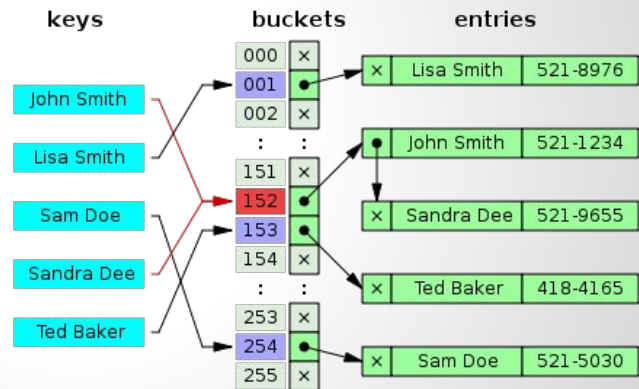 keys
buckets
entries
John Smith
Lisa Smith
Sam Doe
Sandra Dee
Ted Baker
000 ×
001
002 ×
: :
151 ×
152
153
154 ×
: :
253 ×
254
255 ×
× Lisa Smith 521-8976
John Smith 521-1234
× Sandra Dee 521-9655
× Ted Baker 418-4165
× Sam Doe 521-5030